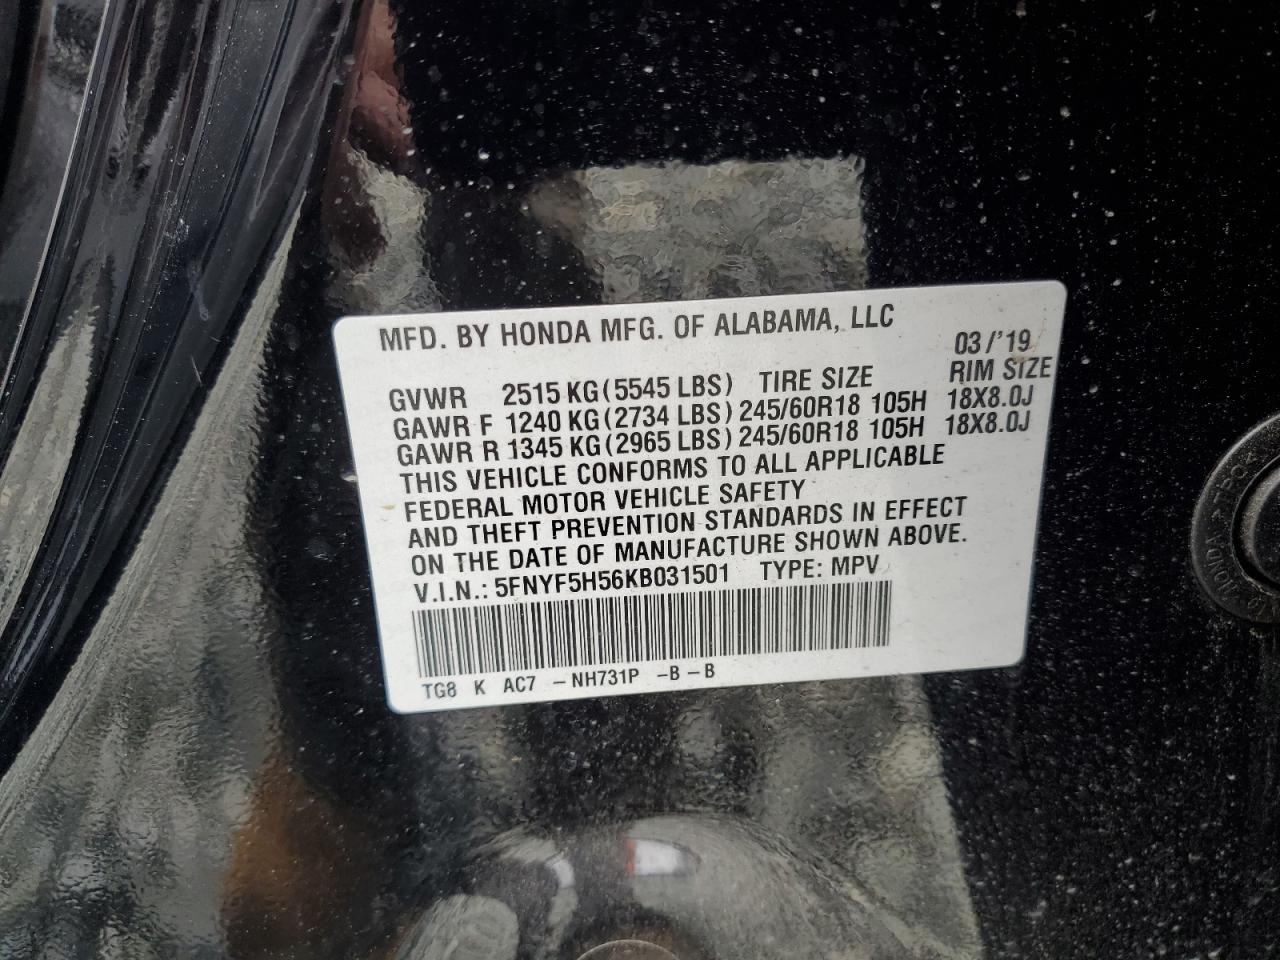 MFD. BY HONDA MFG. OF ALABAMA, LLC
03/'19
GVWR 2515 KG (5545 LBS) TIRE SIZE RIM SIZE
GAWR F 1240 KG (2734 LBS) 245/60R18 105H 18X8.0J
GAWR R 1345 KG (2965 LBS) 245/60R18 105H 18X8.0J
THIS VEHICLE CONFORMS TO ALL APPLICABLE
FEDERAL MOTOR VEHICLE SAFETY
AND THEFT PREVENTION STANDARDS IN EFFECT
ON THE DATE OF MANUFACTURE SHOWN ABOVE.
V.I.N.: 5FNYF5H56KB031501 TYPE: MPV
TG8 K AC7 -NH731P -B-B
HONDA